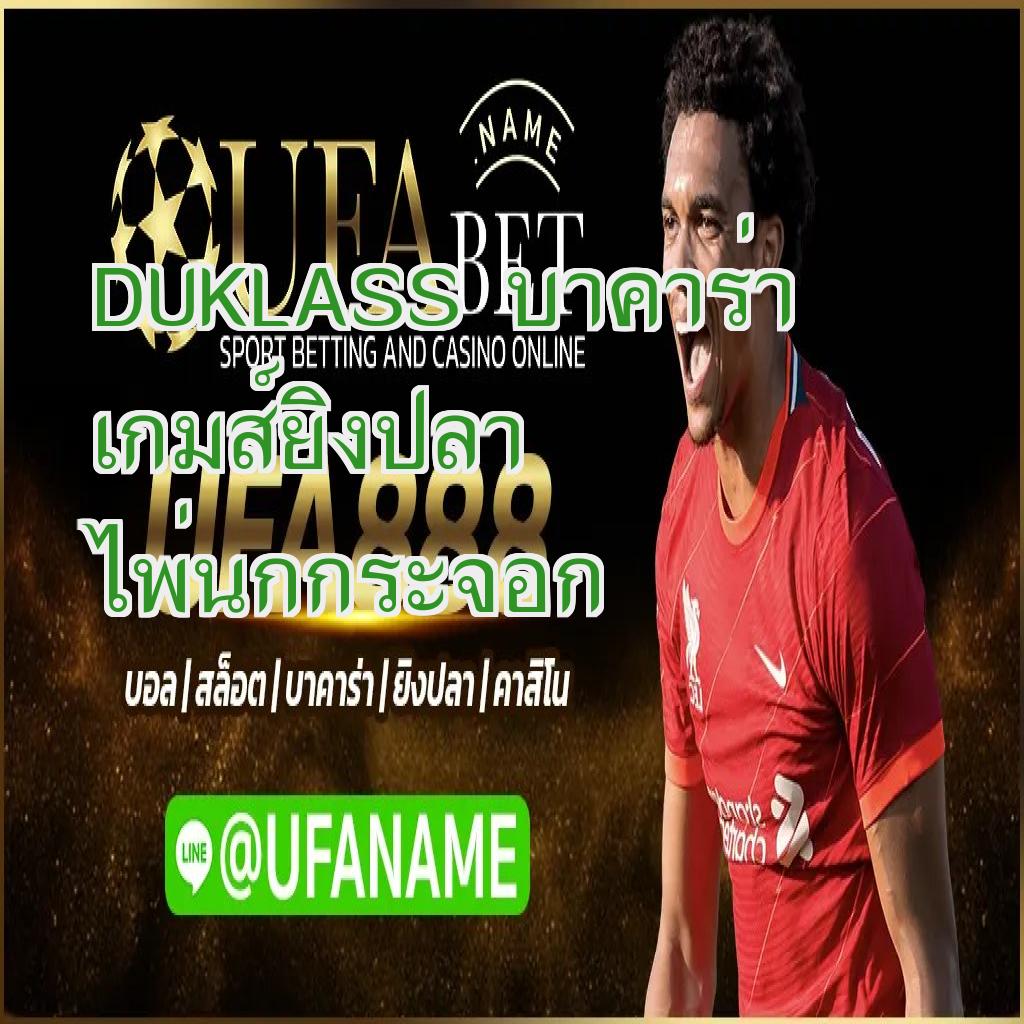 .NAME
UFABET
DUKLASS บาคาร่า
SPORT BETTING AND CASINO ONLINE
เกมส์ยิงปลา
UFA888
ไพ่นกกระจอก
บอล | สล็อต | บาคาร่า | ยิงปลา | คาสิโน
LINE @UFANAME